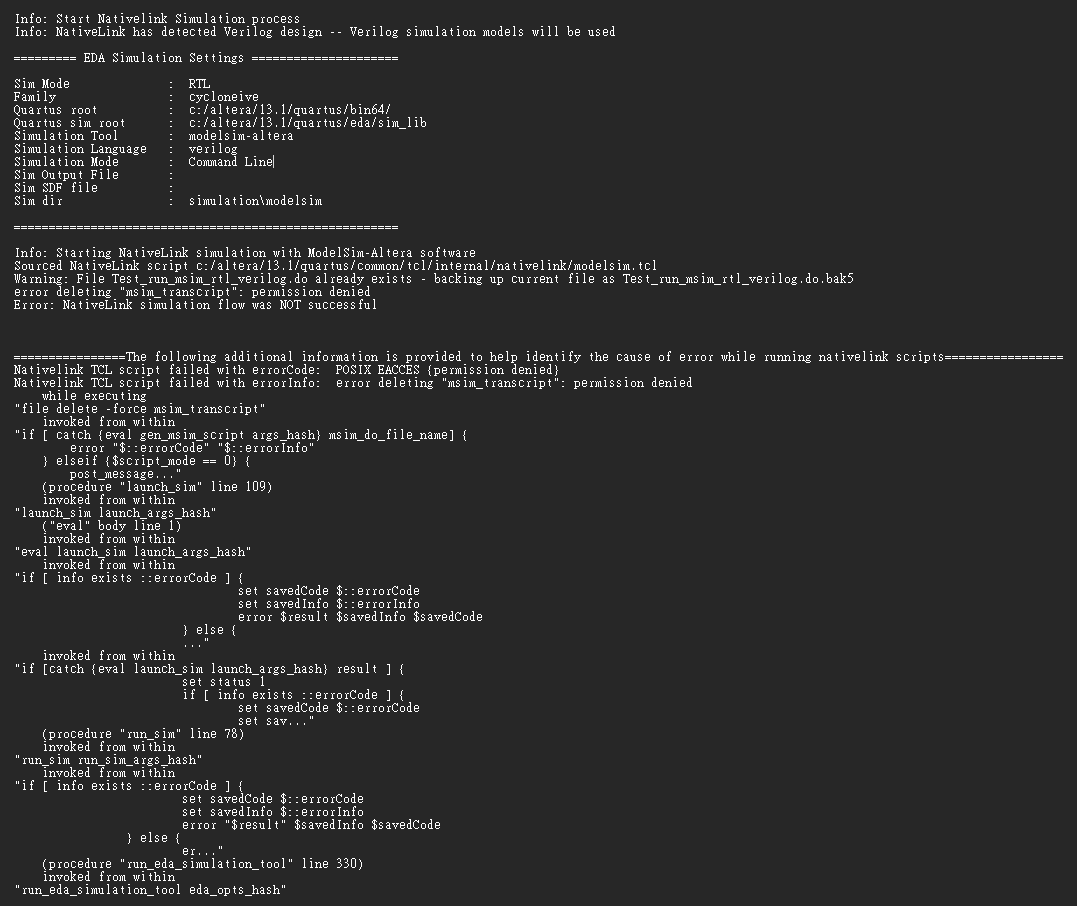 Info: Start Nativelink Simulation process
Info: NativeLink has detected Verilog design -- Verilog simulation models will be used
========= EDA Simulation Settings =====================
Sim Mode : RTL
Family : cycloneive
Quartus root : c:/altera/13.1/quartus/bin64/
Quartus sim root : c:/altera/13.1/quartus/eda/sim_lib
Simulation Tool : modelsim-altera
Simulation Language : verilog
Simulation Mode : Command Line
Sim Output File :
Sim SDF file :
Sim dir : simulation\modelsim
=======================================================
Info: Starting NativeLink simulation with ModelSim-Altera software
Sourced NativeLink script c:/altera/13.1/quartus/common/tcl/internal/nativelink/modelsim.tcl
Warning: File Test_run_msim_rtl_verilog.do already exists - backing up current file as Test_run_msim_rtl_verilog.do.bak5
error deleting "msim_transcript": permission denied
Error: NativeLink simulation flow was NOT successful
================The following additional information is provided to help identify the cause of error while running nativelink scripts=================
Nativelink TCL script failed with errorCode:  POSIX EACCES {permission denied}
Nativelink TCL script failed with errorInfo:  error deleting "msim_transcript": permission denied
    while executing
"file delete -force msim_transcript"
    invoked from within
"if [ catch {eval gen_msim_script args_hash} msim_do_file_name] {
        error "$::errorCode" "$::errorInfo"
    } elseif {$script_mode == 0} {
        post_message..."
    (procedure "launch_sim" line 109)
    invoked from within
"launch_sim launch_args_hash"
    ("eval" body line 1)
    invoked from within
"eval launch_sim launch_args_hash"
    invoked from within
"if [ info exists ::errorCode ] {
                                set savedCode $::errorCode
                                set savedInfo $::errorInfo
                                error $result $savedInfo $savedCode
                        } else {
                        ..."
    invoked from within
"if [catch {eval launch_sim launch_args_hash} result ] {
                        set status 1
                        if [ info exists ::errorCode ] {
                                set savedCode $::errorCode
                                set sav..."
    (procedure "run_sim" line 78)
    invoked from within
"run_sim run_sim_args_hash"
    invoked from within
"if [ info exists ::errorCode ] {
                        set savedCode $::errorCode
                        set savedInfo $::errorInfo
                        error "$result" $savedInfo $savedCode
                } else {
                        er..."
    (procedure "run_eda_simulation_tool" line 330)
    invoked from within
"run_eda_simulation_tool eda_opts_hash"